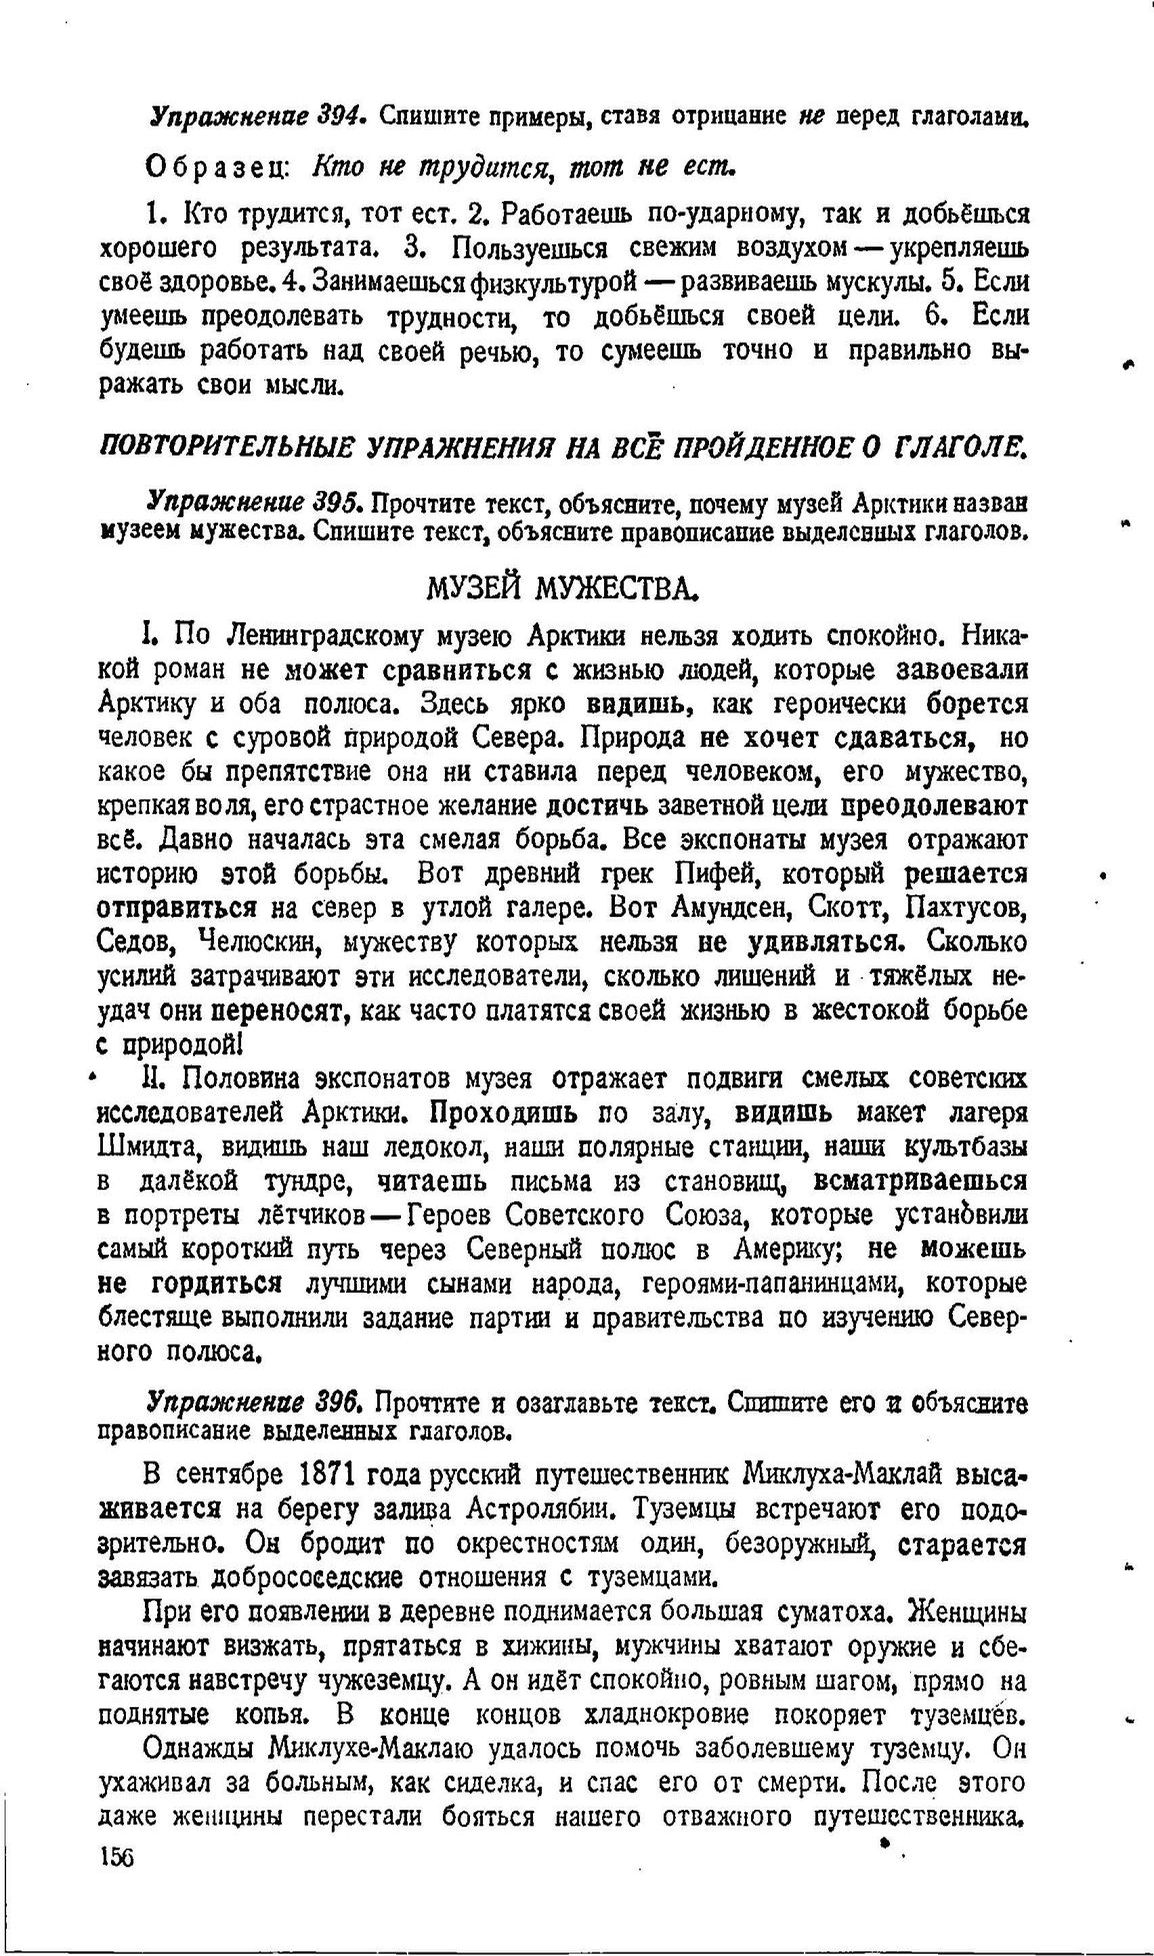 Упражнение 394. Спишите примеры, ставя отрицание не перед глаголами.
Образец: Кто не трудится, тот не ест.
1. Кто трудится, тот ест. 2. Работаешь по-ударному, так и добьёшься
хорошего результата. 3. Пользуешься свежим воздухом — укрепляешь
своё здоровье. 4. Занимаешься физкультурой — развиваешь мускулы. 5. Если
умеешь преодолевать трудности, то добьёшься своей цели. 6. Если
будешь работать над своей речью, то сумеешь точно и правильно вы-
ражать свои мысли.
ПОВТОРИТЕЛЬНЫЕ УПРАЖНЕНИЯ НА ВСЁ ПРОЙДЕННОЕ О ГЛАГОЛЕ.
Упражнение 395. Прочтите текст, объясните, почему музей Арктики назван
музеем мужества. Спишите текст, объясните правописание выделенных глаголов.
МУЗЕЙ МУЖЕСТВА.
I. По Ленинградскому музею Арктики нельзя ходить спокойно. Ника-
кой роман не может сравниться с жизнью людей, которые завоевали
Арктику и оба полюса. Здесь ярко видишь, как героически борется
человек с суровой природой Севера. Природа не хочет сдаваться, но
какое бы препятствие она ни ставила перед человеком, его мужество,
крепкая воля, его страстное желание достичь заветной цели преодолевают
всё. Давно началась эта смелая борьба. Все экспонаты музея отражают
историю этой борьбы. Вот древний грек Пифей, который решается
отправиться на север в утлой галере. Вот Амундсен, Скотт, Пахтусов,
Седов, Челюскин, мужеству которых нельзя не удивляться. Сколько
усилий затрачивают эти исследователи, сколько лишений и тяжёлых не-
удач они переносят, как часто платятся своей жизнью в жестокой борьбе
с природой!
II. Половина экспонатов музея отражает подвиги смелых советских
исследователей Арктики. Проходишь по залу, видишь макет лагеря
Шмидта, видишь наш ледокол, наши полярные станции, наши культбазы
в далёкой тундре, читаешь письма из становищ, всматриваешься
в портреты лётчиков — Героев Советского Союза, которые установили
самый короткий путь через Северный полюс в Америку; не можешь
не гордиться лучшими сынами народа, героями-папанинцами, которые
блестяще выполнили задание партии и правительства по изучению Север-
ного полюса.
Упражнение 396. Прочтите и озаглавьте текст. Спишите его и объясните
правописание выделенных глаголов.
В сентябре 1871 года русский путешественник Миклуха-Маклай выса-
живается на берегу залива Астролябии. Туземцы встречают его подо-
зрительно. Он бродит по окрестностям один, безоружный, старается
завязать добрососедские отношения с туземцами.
При его появлении в деревне поднимается большая суматоха. Женщины
начинают визжать, прятаться в хижины, мужчины хватают оружие и сбе-
гаются навстречу чужеземцу. А он идёт спокойно, ровным шагом, прямо на
поднятые копья. В конце концов хладнокровие покоряет туземцев.
Однажды Миклухе-Маклаю удалось помочь заболевшему туземцу. Он
ухаживал за больным, как сиделка, и спас его от смерти. После этого
даже женщины перестали бояться нашего отважного путешественника.
156